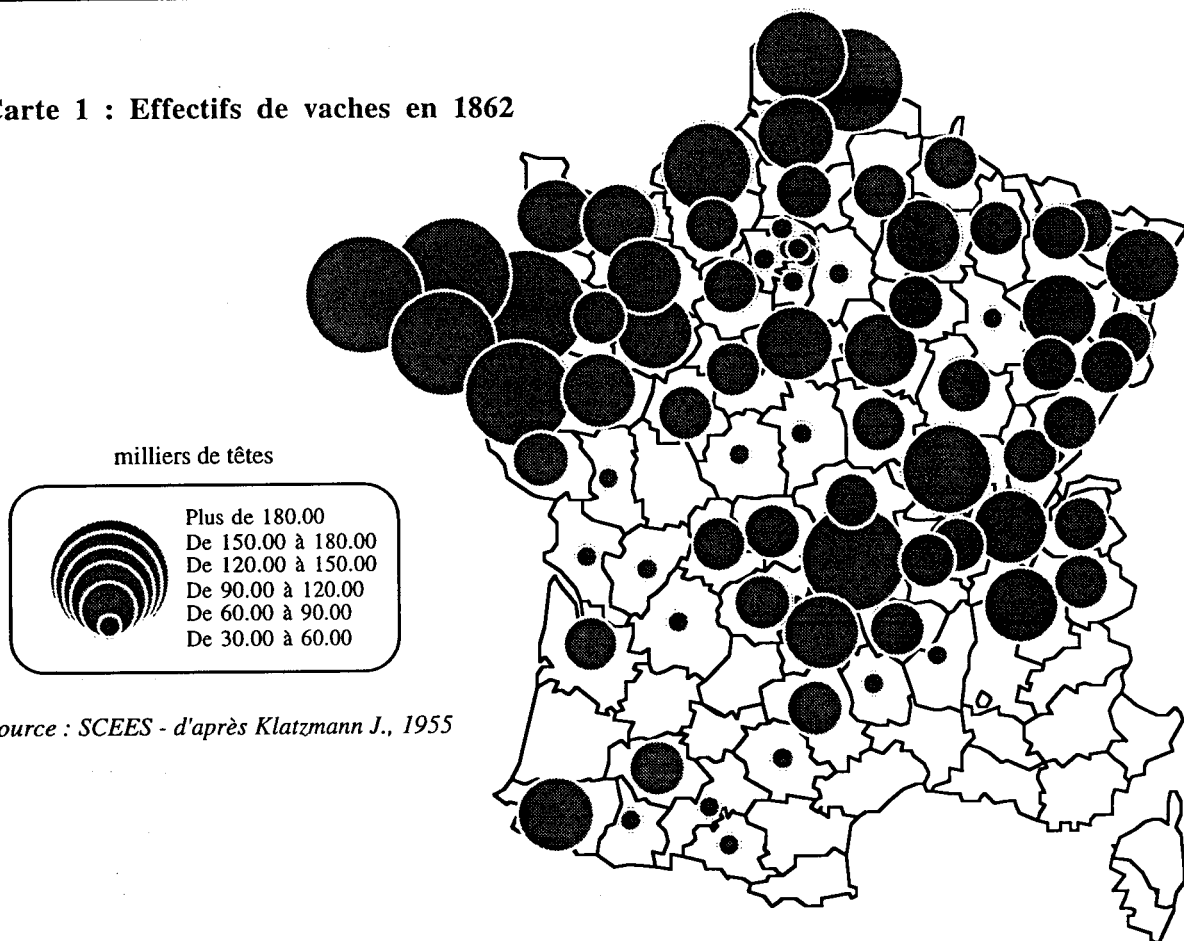 Carte 1 : Effectifs de vaches en 1862
milliers de têtes
Plus de 180.00
De 150.00 à 180.00
De 120.00 à 150.00
De 90.00 à 120.00
De 60.00 à 90.00
De 30.00 à 60.00
ource : SCEES - d'après Klatzmann J., 1955